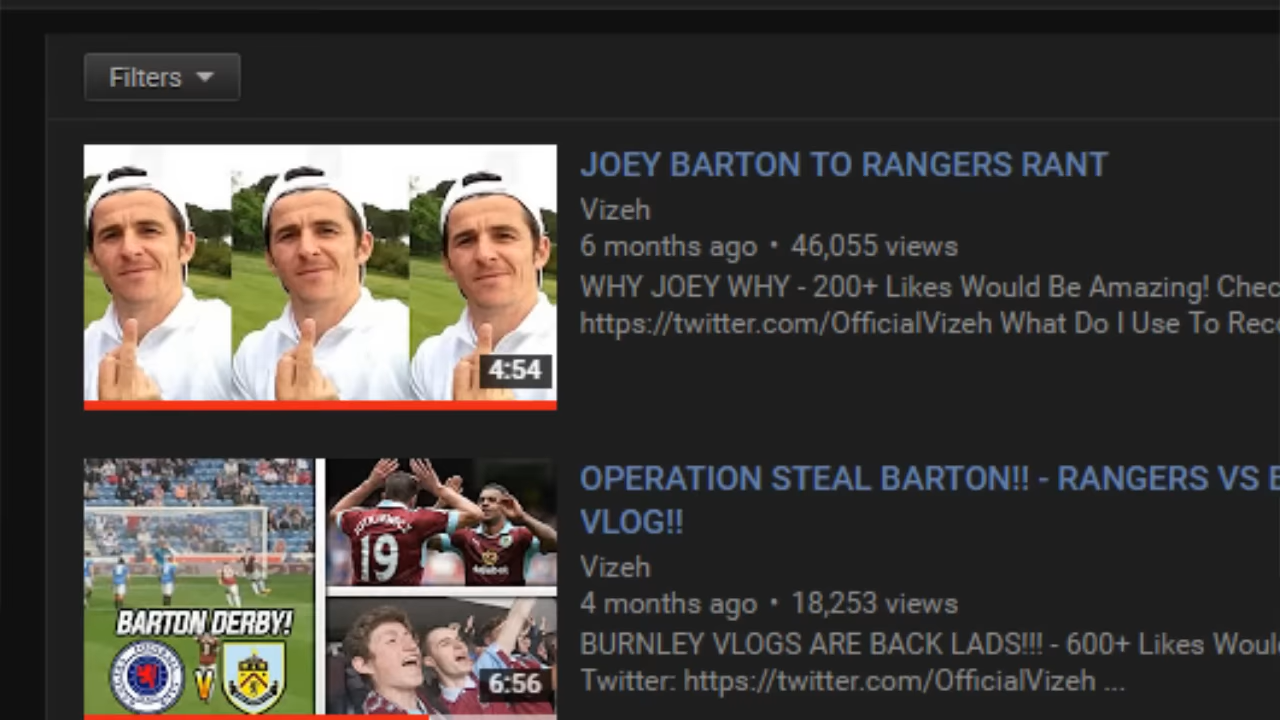 Filters
JOEY BARTON TO RANGERS RANT
Vizeh
6 months ago • 46,055 views
WHY JOEY WHY - 200+ Likes Would Be Amazing! Chec
https://twitter.com/OfficialVizeh What Do I Use To Rec
4:54
OPERATION STEAL BARTON!! - RANGERS VS B
VLOG!!
Vizeh
4 months ago • 18,253 views
BURNLEY VLOGS ARE BACK LADS!!! - 600+ Likes Woul
Twitter: https://twitter.com/OfficialVizeh ...
19
BARTON DERBY!
V
6:56